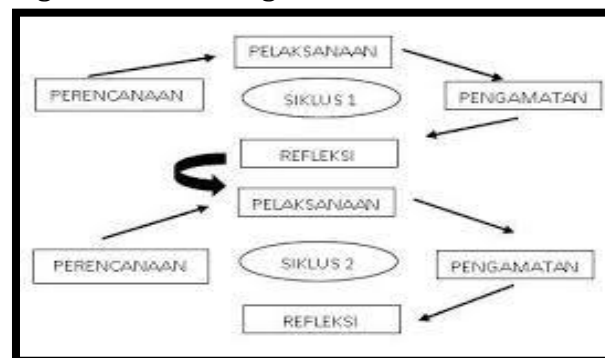 PELAKSANAAN
PERENCANAAN
SIKLUS 1
PENGAMATAN
REFLEKSI
PELAKSANAAN
PERENCANAAN
SIKLUS 2
PENGAMATAN
REFLEKSI